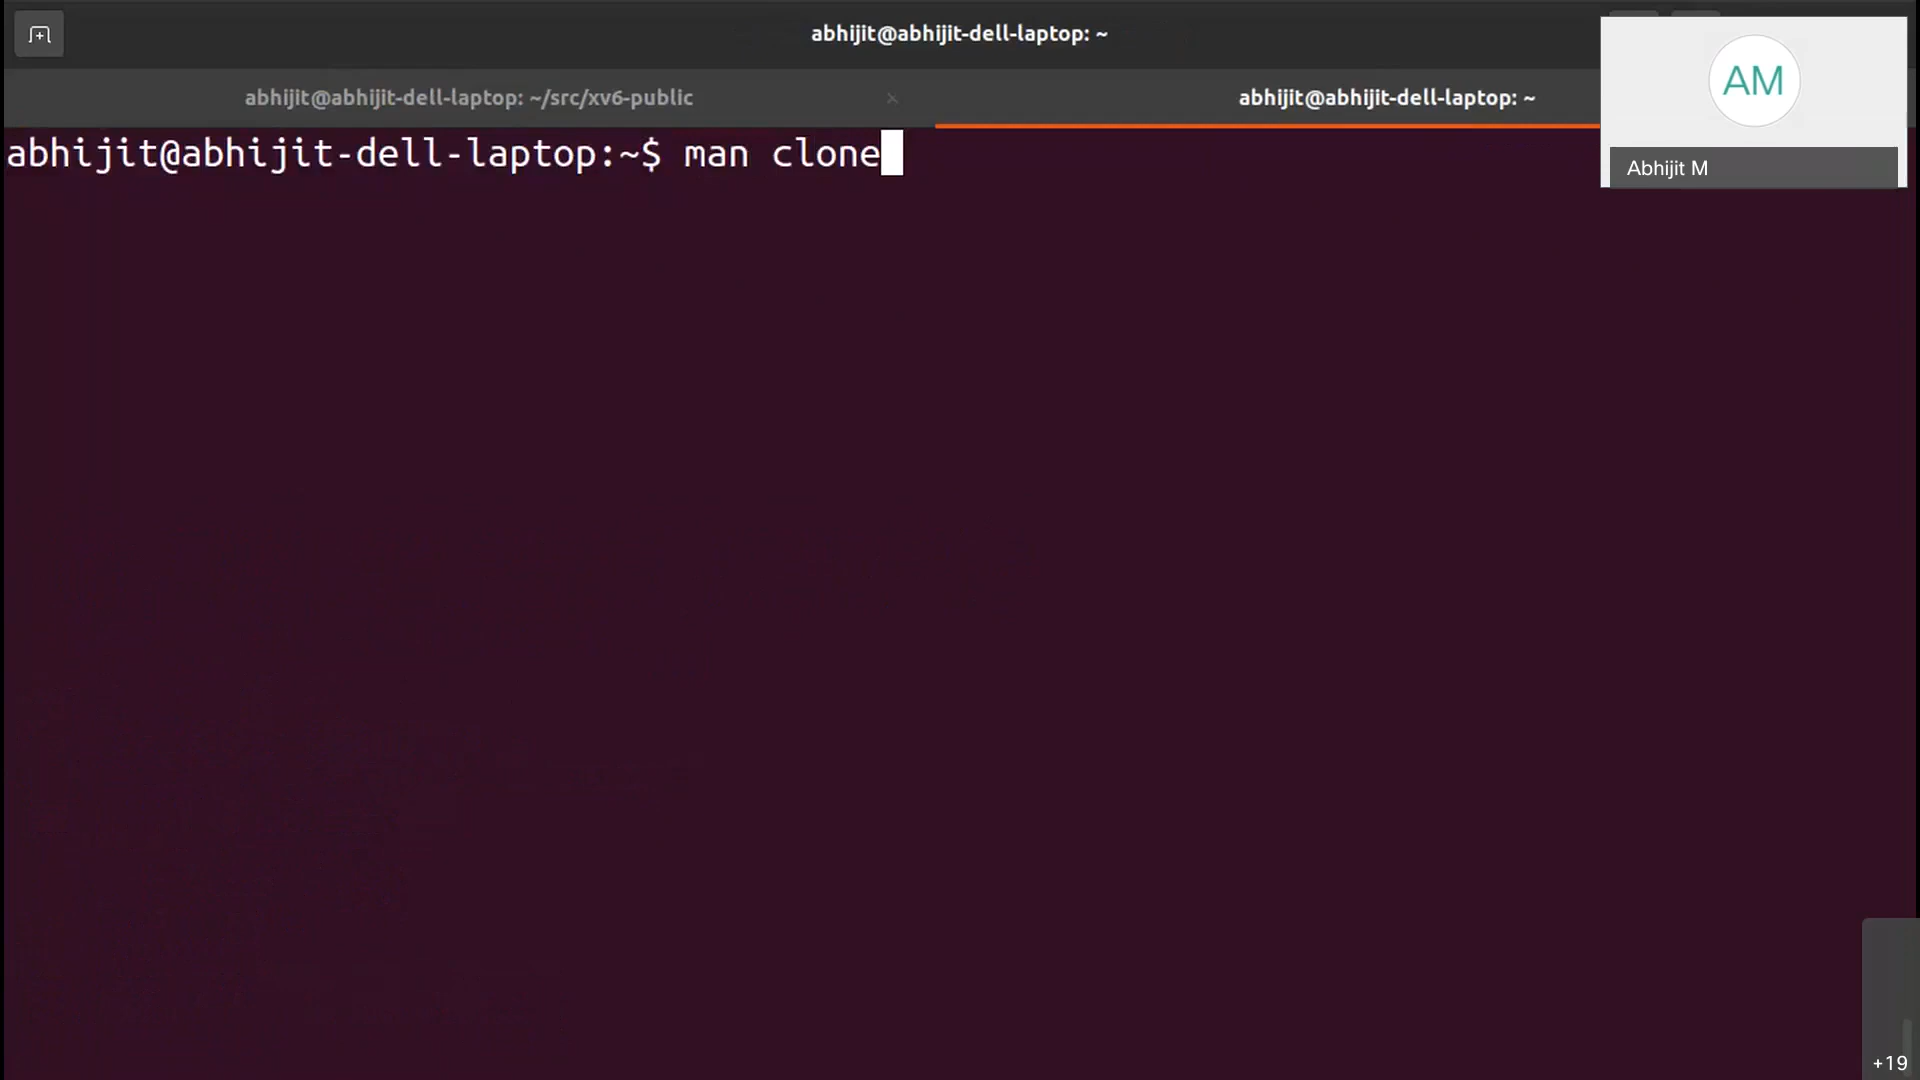 abhijit@abhijit-dell-laptop: ~
abhijit@abhijit-dell-laptop: ~/src/xv6-public
abhijit@abhijit-dell-laptop: ~
AM
Abhijit M
abhijit@abhijit-dell-laptop:~$ man clone
+19